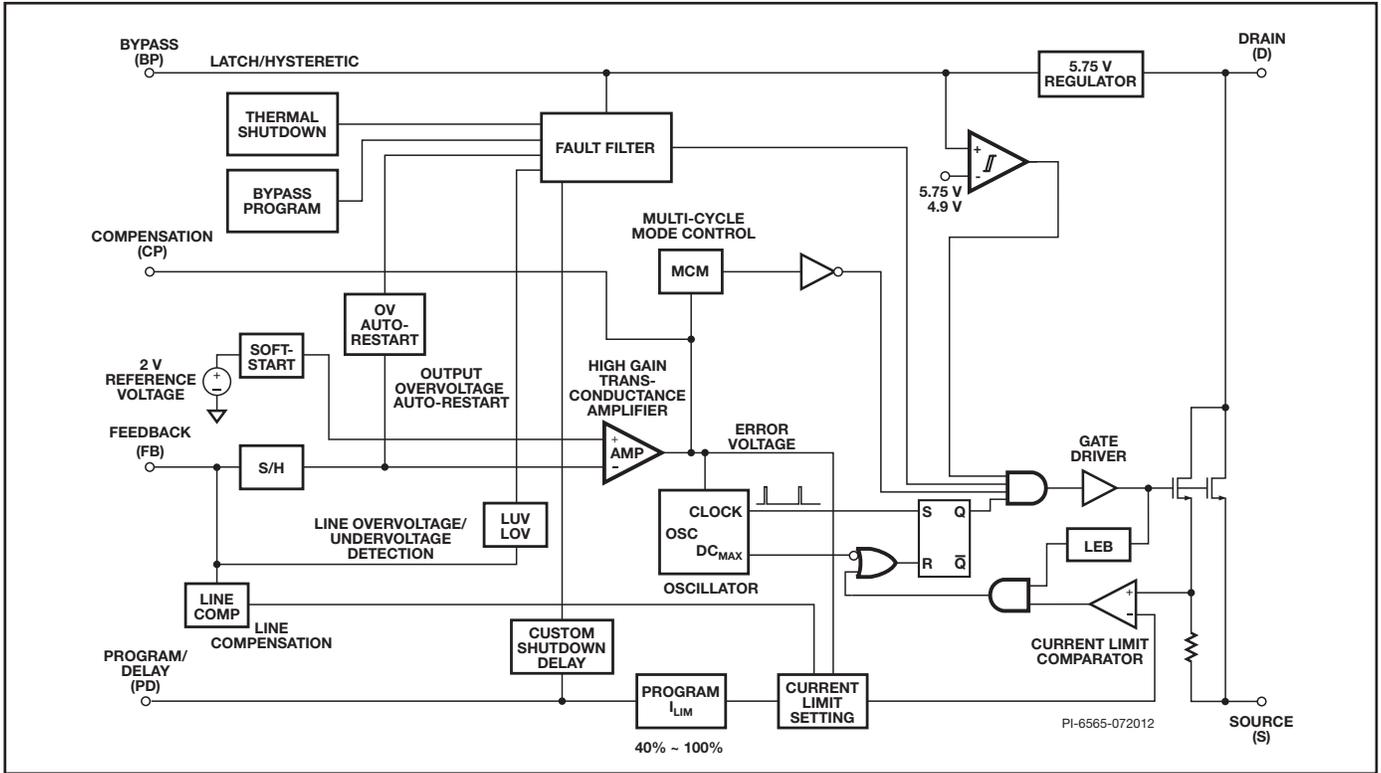 BYPASS
(BP)
LATCH/HYSTERETIC
5.75 V
REGULATOR
DRAIN
(D)
THERMAL
SHUTDOWN
FAULT FILTER
+
-
5.75 V
4.9 V
BYPASS
PROGRAM
COMPENSATION
(CP)
MULTI-CYCLE
MODE CONTROL
MCM
OV
AUTO-
RESTART
SOFT-
START
2 V
REFERENCE
VOLTAGE
+
–
OUTPUT
OVERVOLTAGE
AUTO-RESTART
HIGH GAIN
TRANS-
CONDUCTANCE
AMPLIFIER
FEEDBACK
(FB)
S/H
+
AMP
–
ERROR
VOLTAGE
GATE
DRIVER
LUV
LOV
LINE OVERVOLTAGE/
UNDERVOLTAGE
DETECTION
CLOCK
OSC
DCMAX
OSCILLATOR
S Q
R Q̅
LEB
LINE
COMP
LINE
COMPENSATION
+
–
CURRENT LIMIT
COMPARATOR
CUSTOM
SHUTDOWN
DELAY
PROGRAM/
DELAY
(PD)
PROGRAM
ILIM
40% ~ 100%
CURRENT
LIMIT
SETTING
PI-6565-072012
SOURCE
(S)